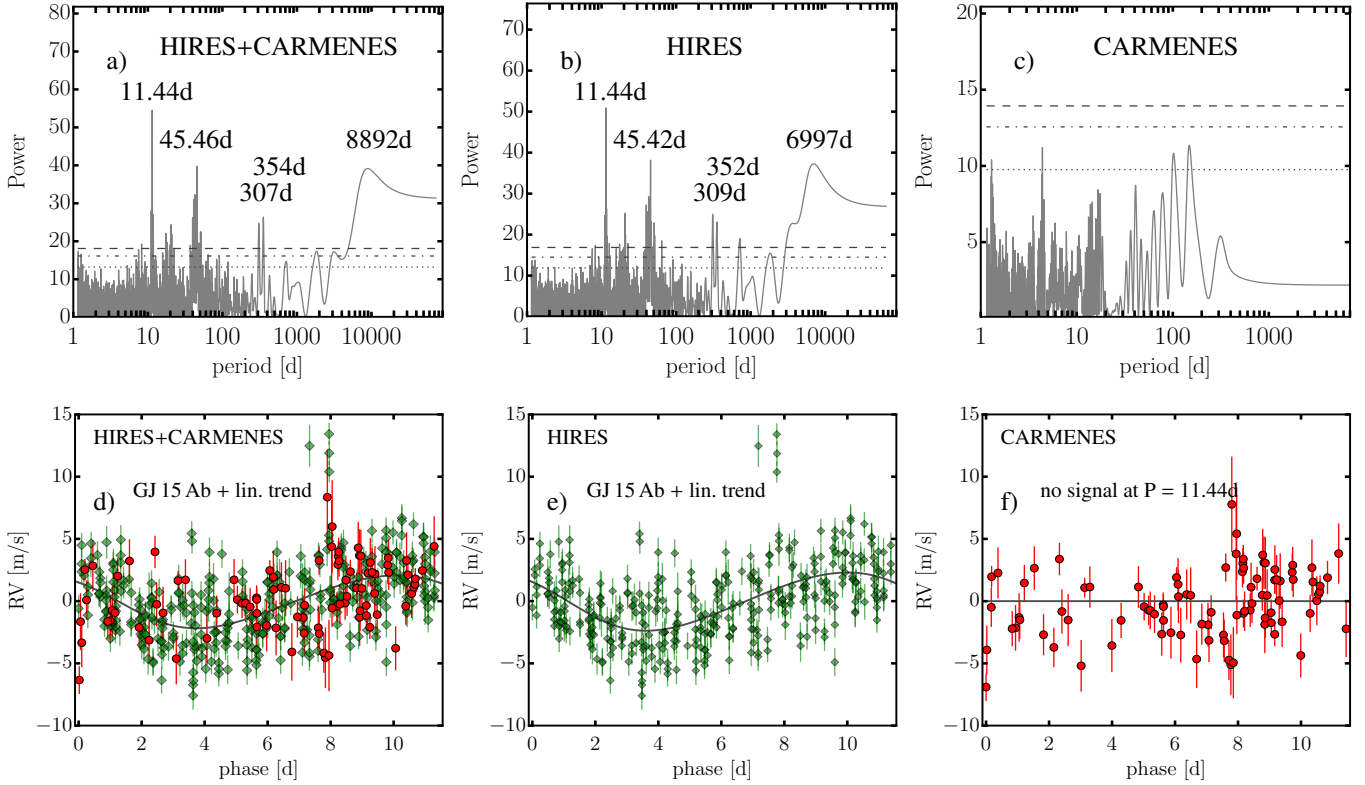 HIRES+CARMENES
a)
11.44d
45.46d
8892d
354d
307d
Power
0
10
20
30
40
50
60
70
80
1
10
100
1000
10000
period [d]
HIRES
b)
11.44d
45.42d
6997d
352d
309d
Power
0
10
20
30
40
50
60
70
1
10
100
1000
10000
period [d]
CARMENES
c)
Power
5
10
15
20
1
10
100
1000
period [d]
HIRES+CARMENES
d)
GJ 15 Ab + lin. trend
RV [m/s]
15
10
5
0
−5
−10
0
2
4
6
8
10
phase [d]
HIRES
e)
GJ 15 Ab + lin. trend
RV [m/s]
15
10
5
0
−5
−10
0
2
4
6
8
10
phase [d]
CARMENES
f)
no signal at P = 11.44d
RV [m/s]
15
10
5
0
−5
−10
0
2
4
6
8
10
phase [d]